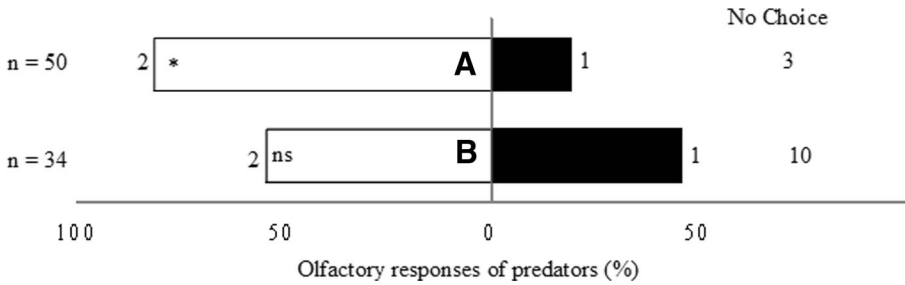 No Choice
n = 50 2 * A 1 3
n = 34 2 ns B 1 10
100 50 0 50
Olfactory responses of predators (%)